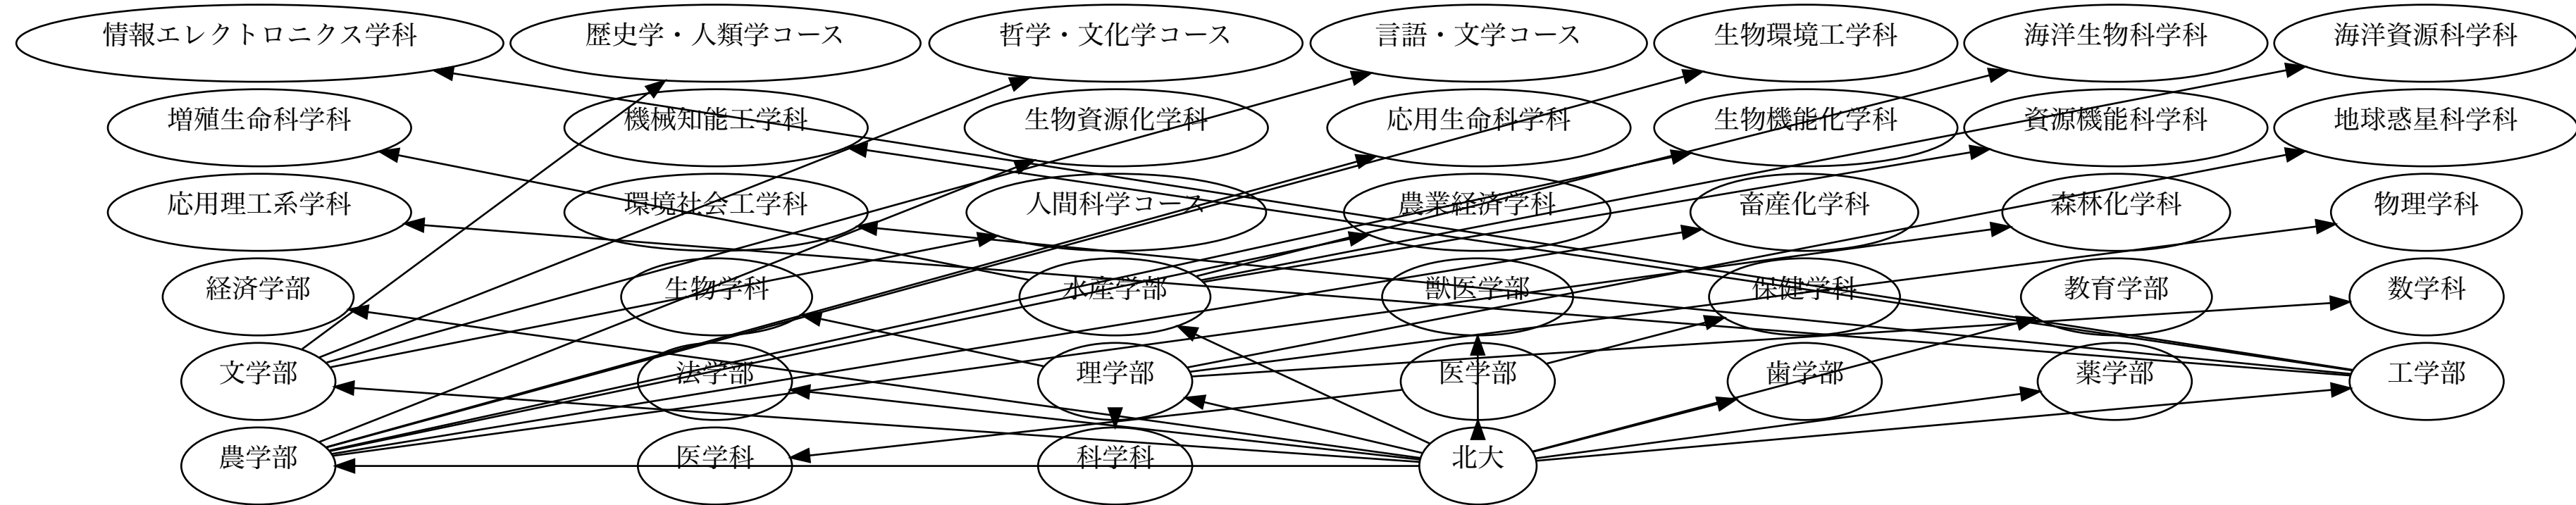 情報エレクトロニクス学科 歴史学・人類学コース 哲学・文化学コース 言語・文学コース 生物環境工学科 海洋生物科学科 海洋資源科学科
増殖生命科学科 機械知能工学科 生物資源化学科 応用生命科学科 生物機能化学科 資源機能科学科 地球惑星科学科
応用理工系学科 環境社会工学科 人間科学コース 農業経済学科 畜産化学科 森林化学科 物理学科
経済学部 生物学科 水産学部 獣医学部 保健学科 教育学部 数学科
文学部 法学部 理学部 医学部 歯学部 薬学部 工学部
農学部 医学科 科学科 北大